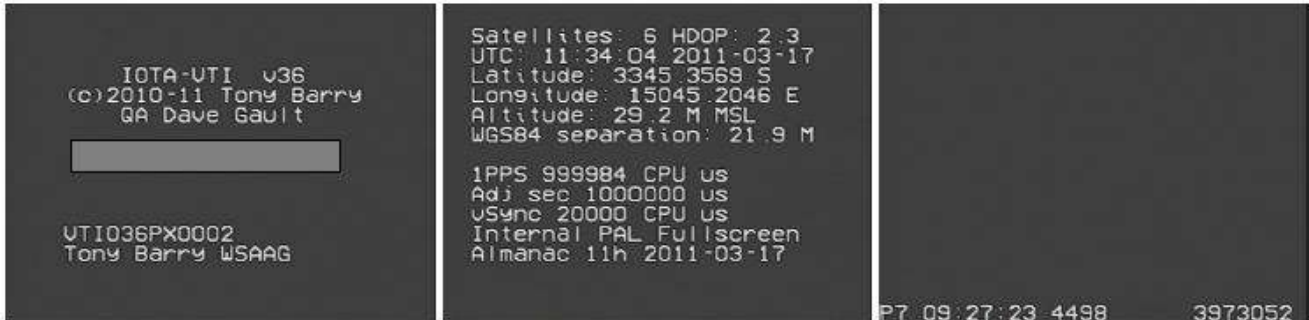 IOTA-VTI v36
(c)2010-11 Tony Barry
QA Dave Gault
VTI036PX0002
Tony Barry WSAAG
Satellites: 6 HDOP: 2.3
UTC: 11:34:04 2011-03-17
Latitude: 3345.3569 S
Longitude: 15045.2046 E
Altitude: 29.2 M MSL
WGS84 separation: 21.9 M
1PPS 999984 CPU us
Adj sec 1000000 us
vSync 20000 CPU us
Internal PAL Fullscreen
Almanac 11h 2011-03-17
P7 09:27:23 4498 3973052